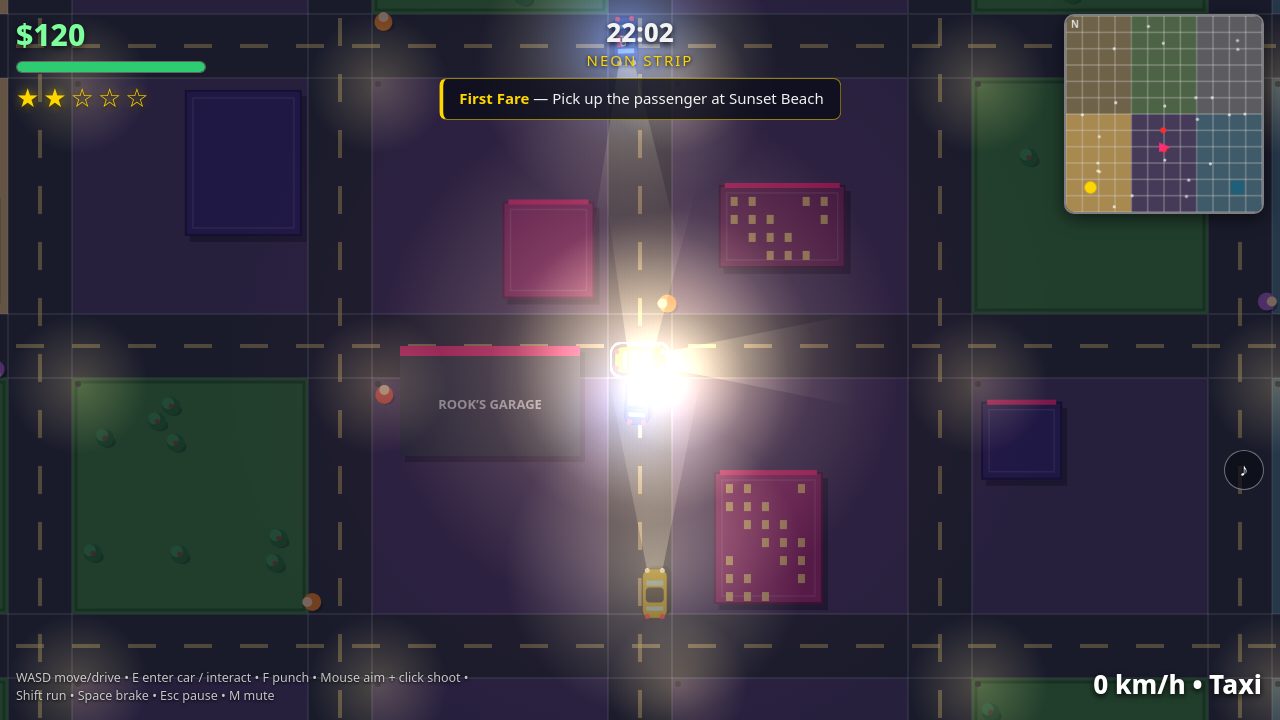 $120
22:02
N
NEON STRIP
★★☆☆☆
First Fare — Pick up the passenger at Sunset Beach
ROOK'S GARAGE
♪
WASD move/drive • E enter car / interact • F punch • Mouse aim + click shoot •
Shift run • Space brake • Esc pause • M mute
0 km/h • Taxi